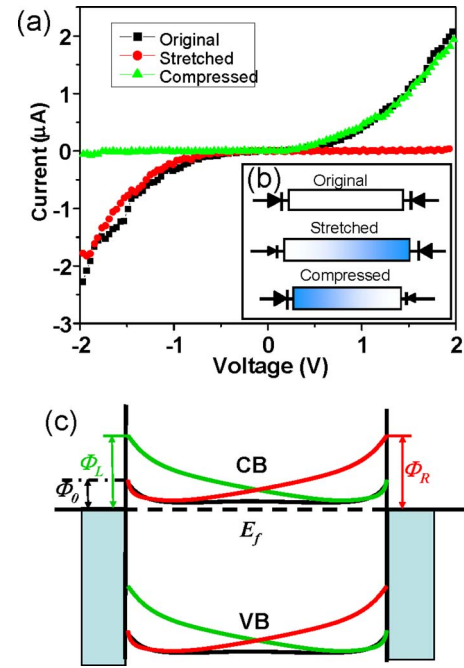 (a)
Original
Stretched
Compressed
Current (μA)
2
1
0
-1
-2
-3
-2
-1
0
1
2
Voltage (V)
(b)
Original
Stretched
Compressed
(c)
Φ_L
Φ_0
CB
Φ_R
E_f
VB